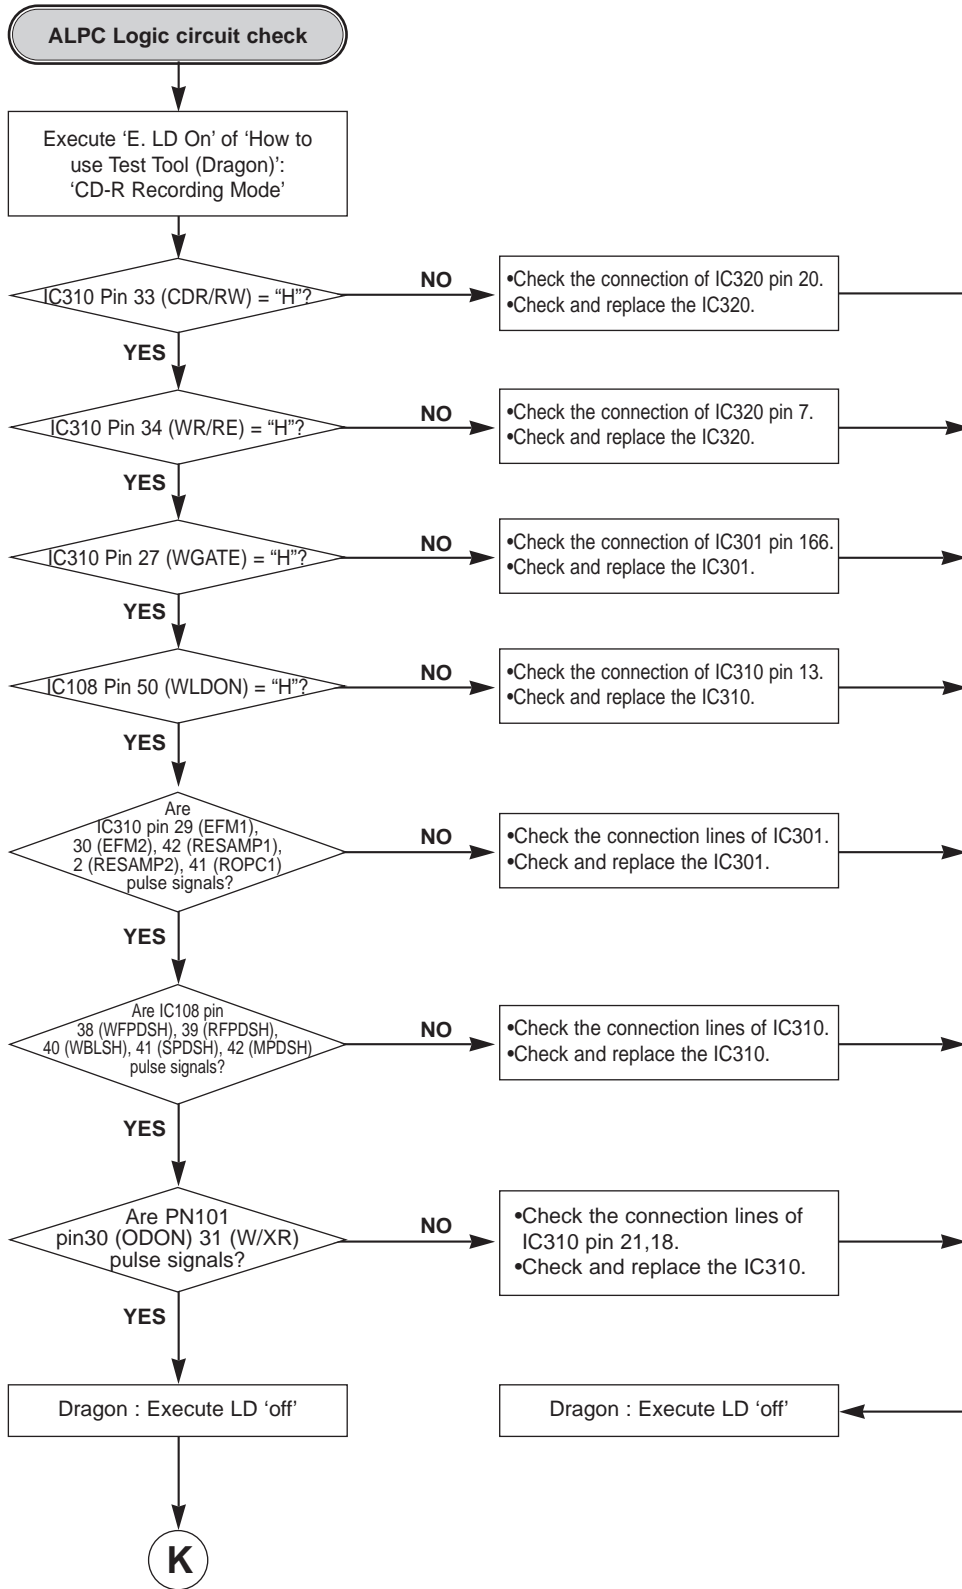 ALPC Logic circuit check
Execute ‘E. LD On’ of ‘How to
use Test Tool (Dragon)’:
‘CD-R Recording Mode’
IC310 Pin 33 (CDR/RW) = “H”?
NO
•Check the connection of IC320 pin 20.
•Check and replace the IC320.
YES
IC310 Pin 34 (WR/RE) = “H”?
NO
•Check the connection of IC320 pin 7.
•Check and replace the IC320.
YES
IC310 Pin 27 (WGATE) = “H”?
NO
•Check the connection of IC301 pin 166.
•Check and replace the IC301.
YES
IC108 Pin 50 (WLDON) = “H”?
NO
•Check the connection of IC310 pin 13.
•Check and replace the IC310.
YES
Are
IC310 pin 29 (EFM1),
30 (EFM2), 42 (RESAMP1),
2 (RESAMP2), 41 (ROPC1)
pulse signals?
NO
•Check the connection lines of IC301.
•Check and replace the IC301.
YES
Are IC108 pin
38 (WFPDSH), 39 (RFPDSH),
40 (WBLSH), 41 (SPDSH), 42 (MPDSH)
pulse signals?
NO
•Check the connection lines of IC310.
•Check and replace the IC310.
YES
Are PN101
pin30 (ODON) 31 (W/XR)
pulse signals?
NO
•Check the connection lines of
IC310 pin 21,18.
•Check and replace the IC310.
YES
Dragon : Execute LD ‘off’
Dragon : Execute LD ‘off’
K